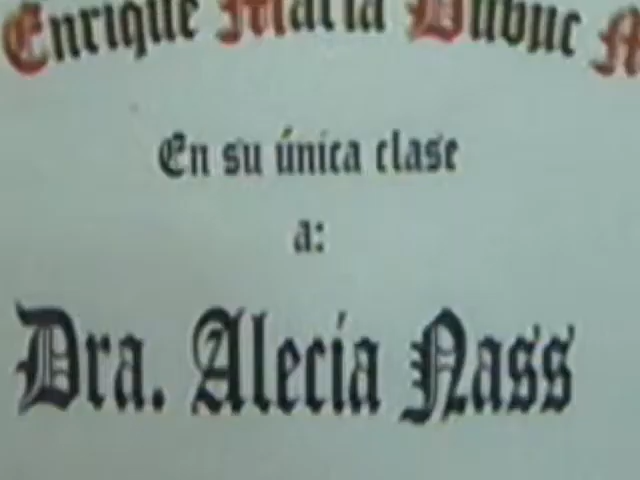 Enrique María Dubuc
En su única clase
a:
Dra. Alecia Nass